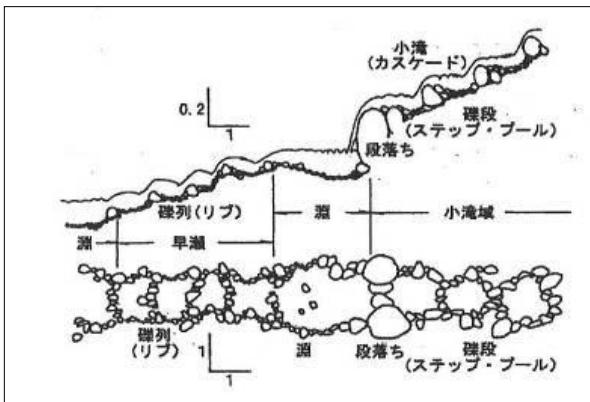 小滝
(カスケード)
0.2
1
礫段
(ステップ・プール)
段落ち
礫列(リブ)
淵
小滝域
淵
早瀬
礫列
(リブ)
1
1
淵
段落ち
礫段
(ステップ・プール)